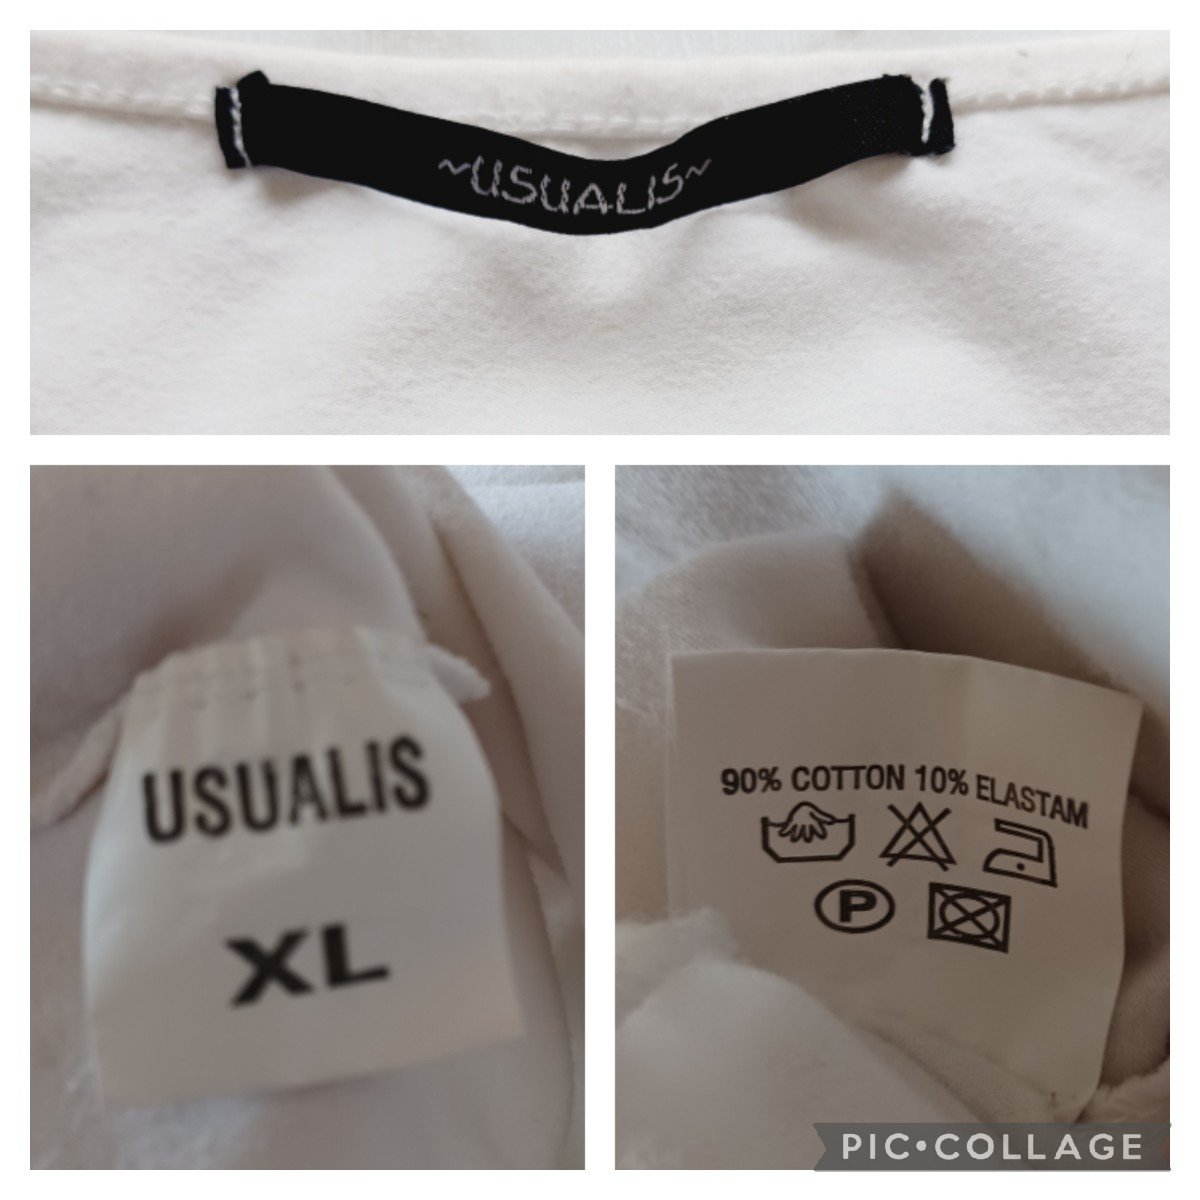 ~USUALIS~
USUALIS
XL
90% COTTON 10% ELASTAM
P
PIC•COLLAGE